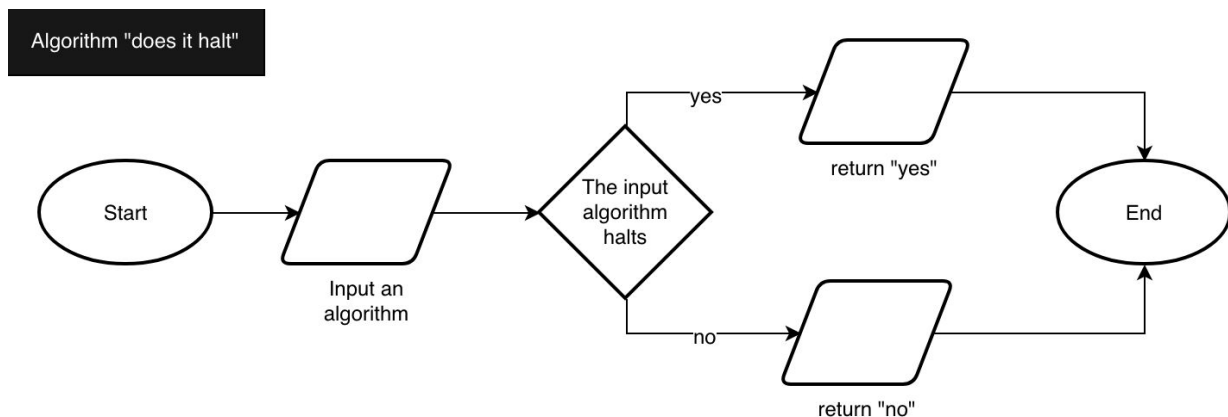 Algorithm "does it halt"
Start
Input an
algorithm
The input
algorithm
halts
yes
return "yes"
no
return "no"
End